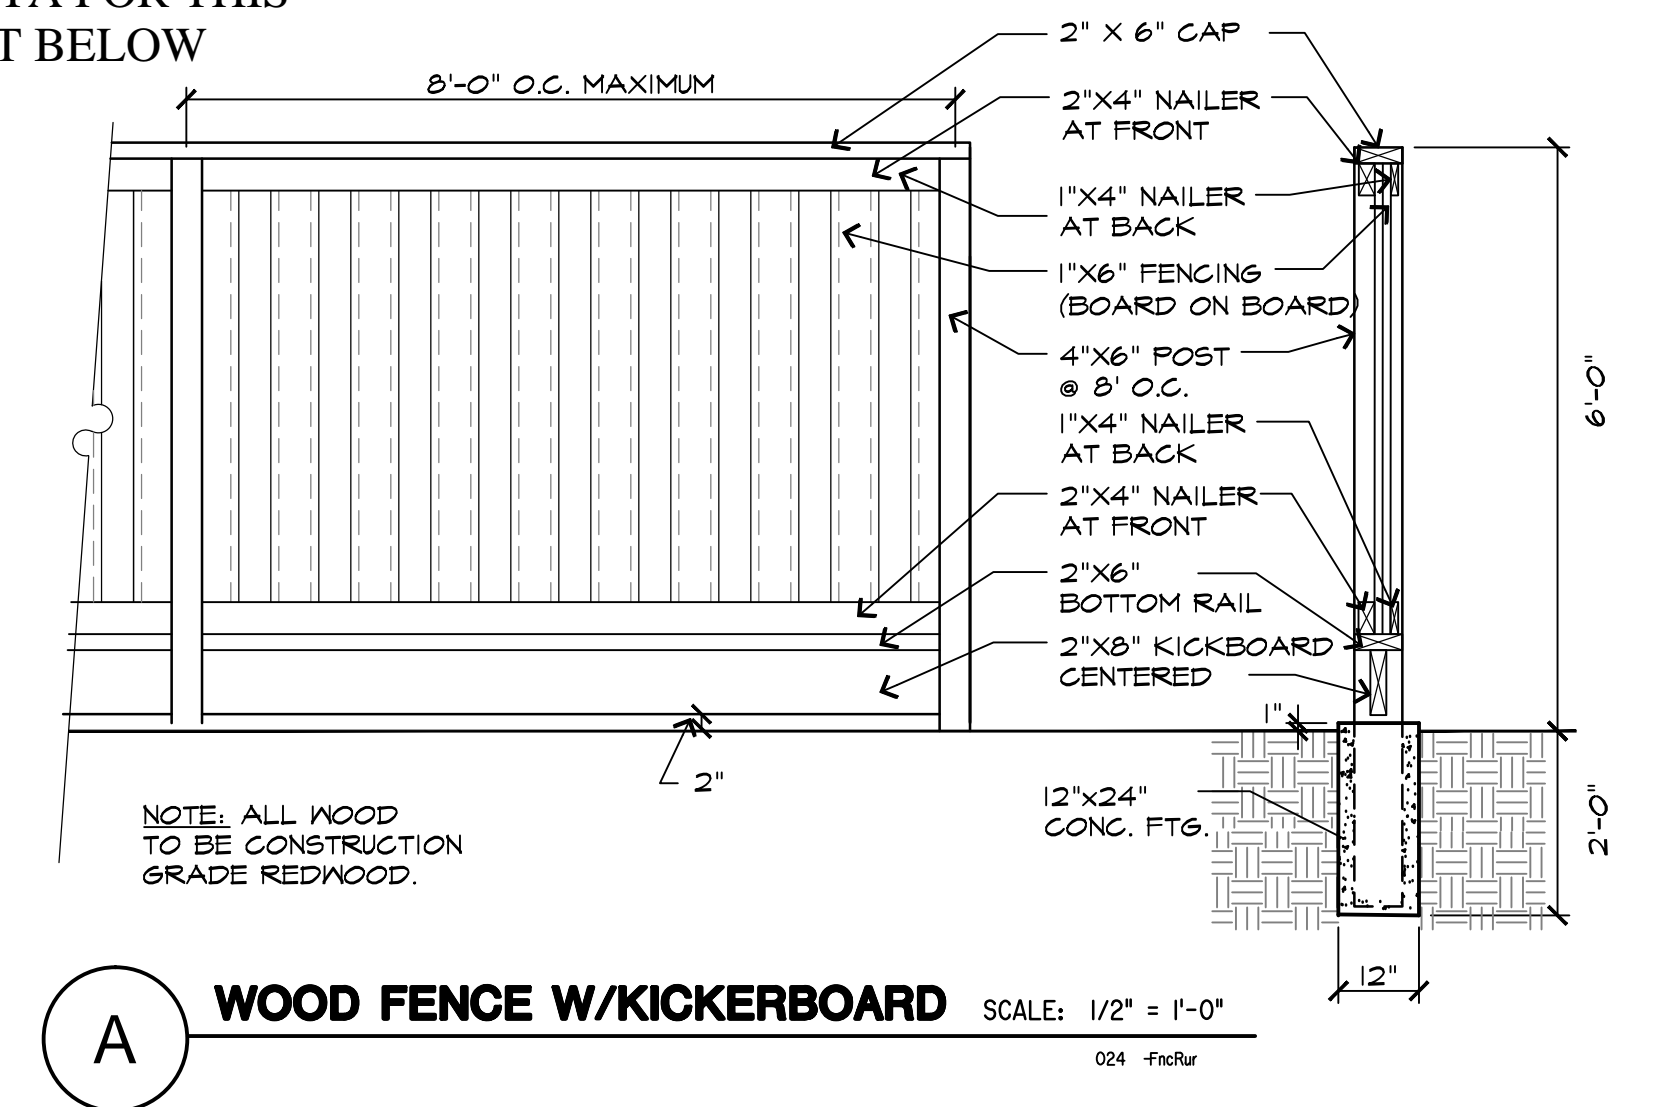 T BELOW
8'-0" O.C. MAXIMUM
2" X 6" CAP
2"X4" NAILER
AT FRONT
1"X4" NAILER
AT BACK
1"X6" FENCING
(BOARD ON BOARD)
4"X6" POST
@ 8' O.C.
1"X4" NAILER
AT BACK
2"X4" NAILER
AT FRONT
2"X6"
BOTTOM RAIL
2"X8" KICKBOARD
CENTERED
1"
6'-0"
2"
12"x24"
CONC. FTG.
2'-0"
12"
NOTE: ALL WOOD
TO BE CONSTRUCTION
GRADE REDWOOD.
A
WOOD FENCE W/KICKERBOARD SCALE: 1/2" = 1'-0"
024 -FncRur